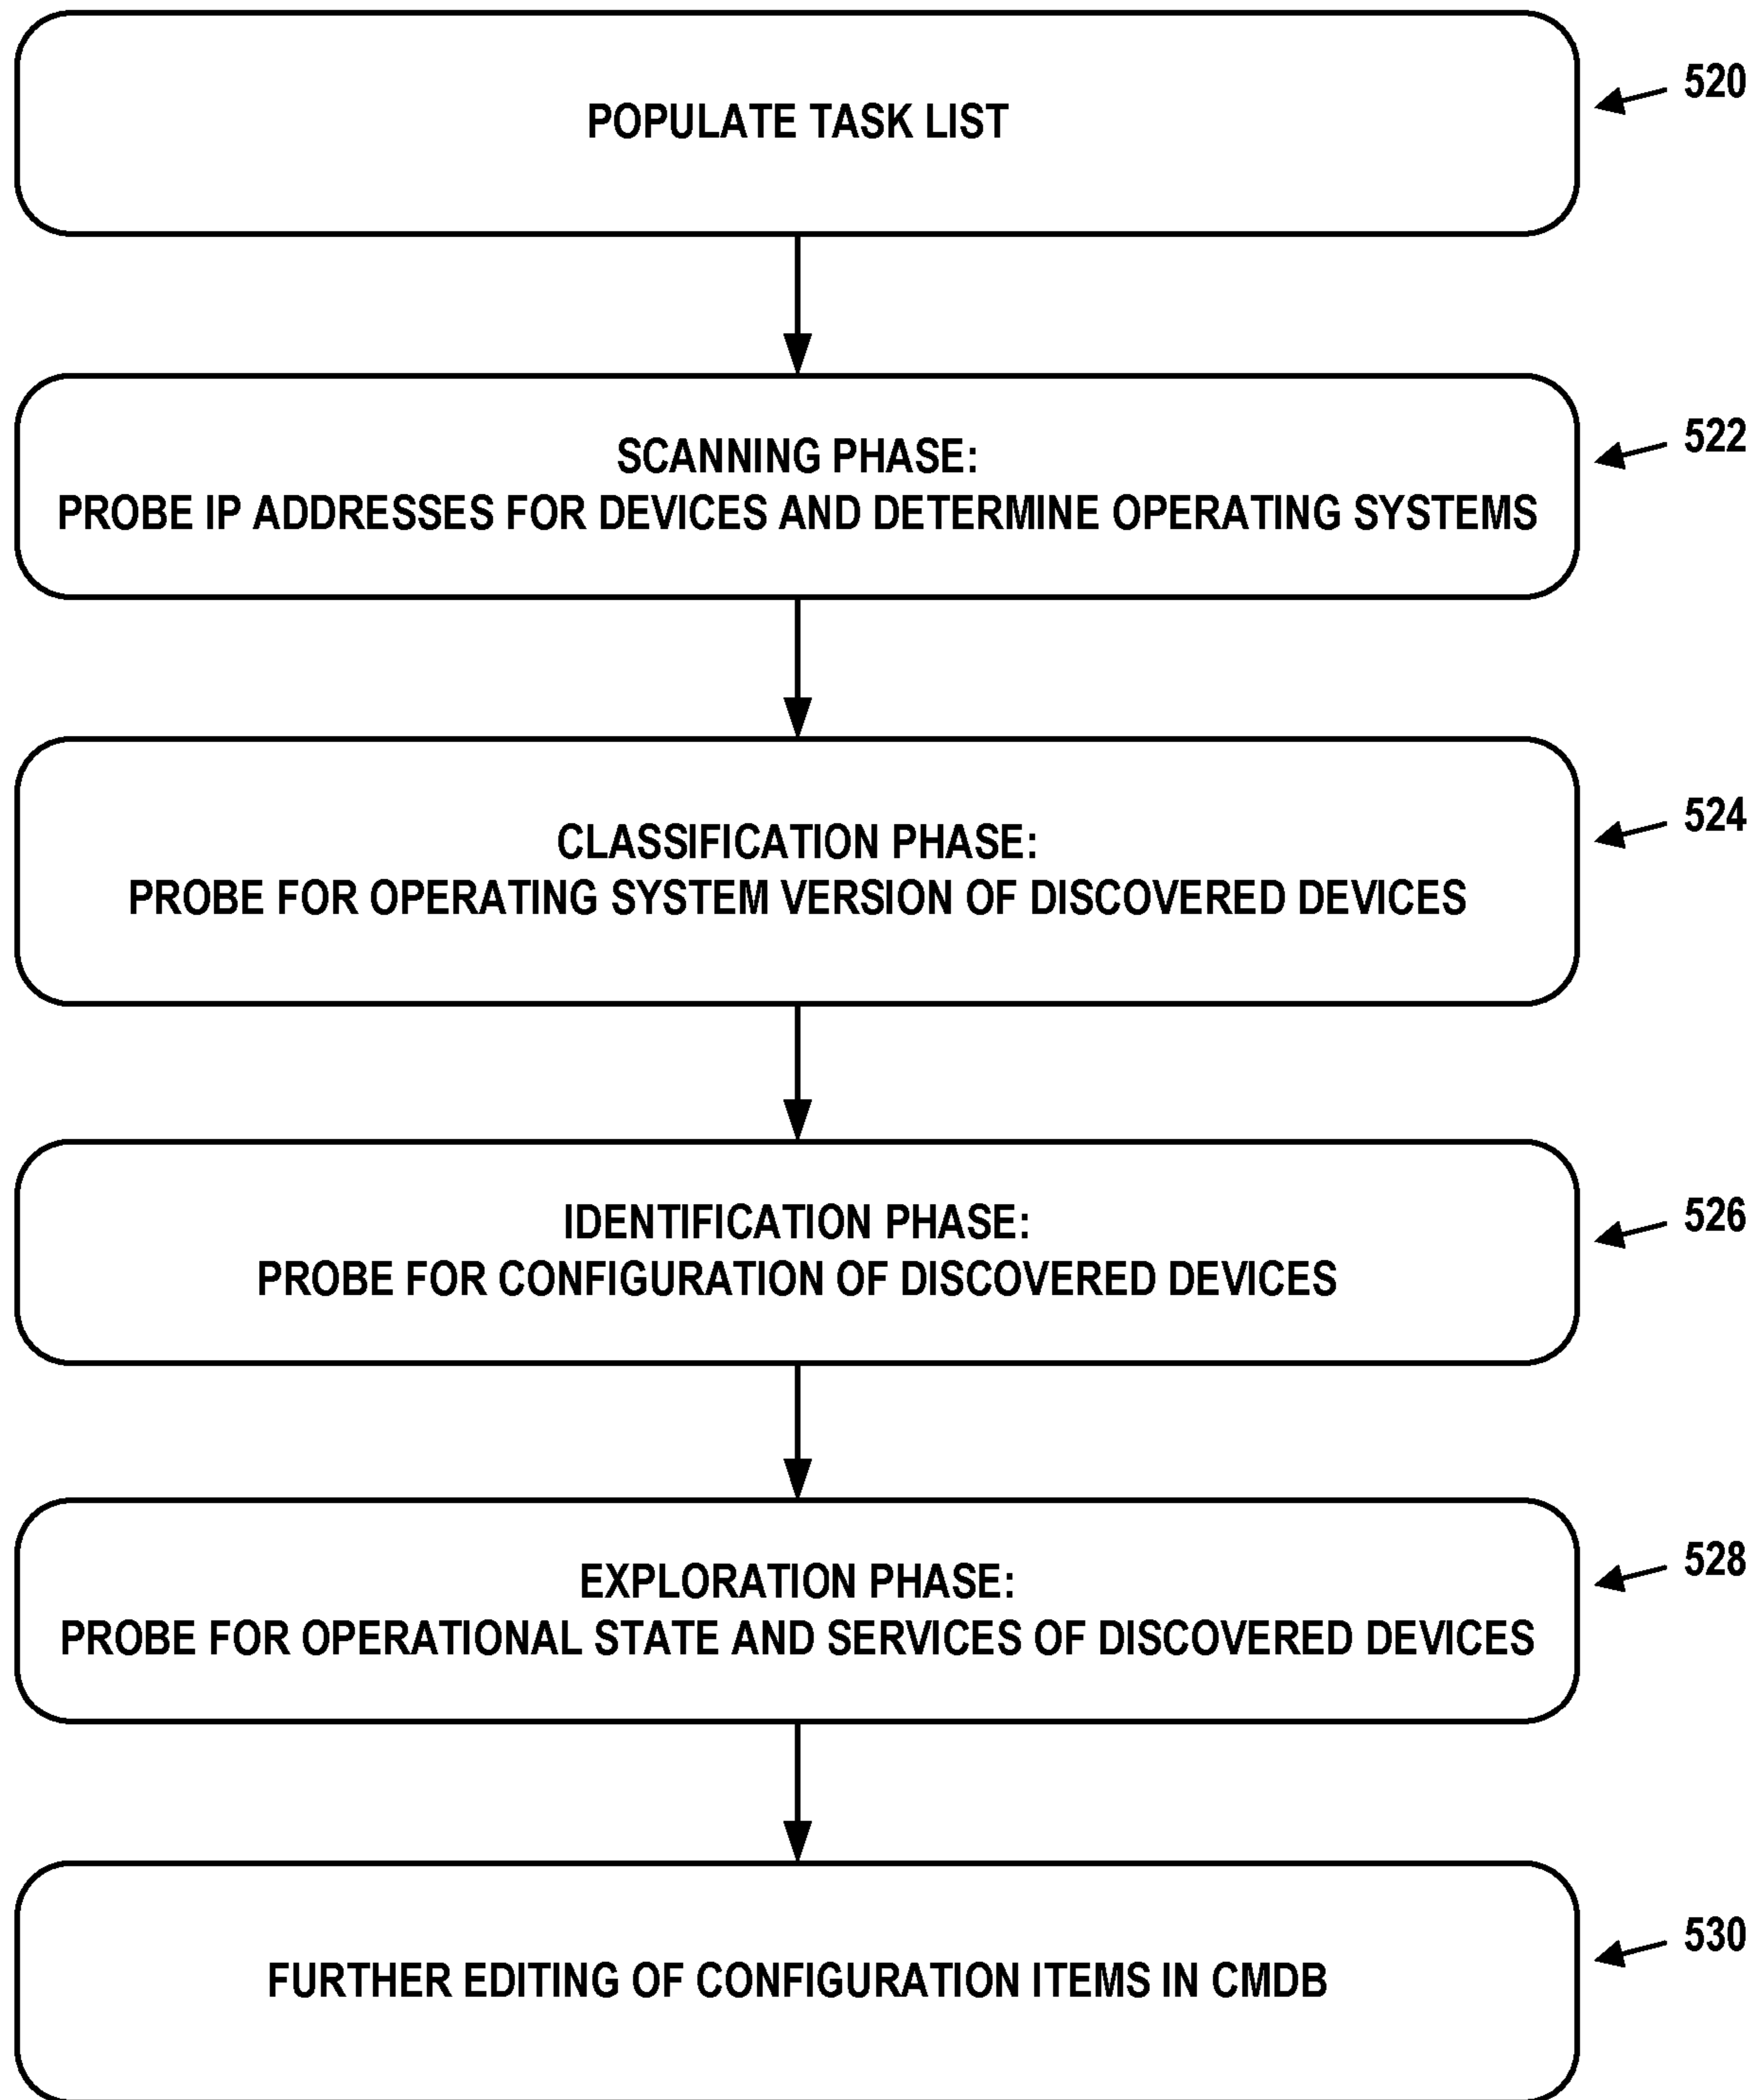 POPULATE TASK LIST
520
SCANNING PHASE:
PROBE IP ADDRESSES FOR DEVICES AND DETERMINE OPERATING SYSTEMS
522
CLASSIFICATION PHASE:
PROBE FOR OPERATING SYSTEM VERSION OF DISCOVERED DEVICES
524
IDENTIFICATION PHASE:
PROBE FOR CONFIGURATION OF DISCOVERED DEVICES
526
EXPLORATION PHASE:
PROBE FOR OPERATIONAL STATE AND SERVICES OF DISCOVERED DEVICES
528
FURTHER EDITING OF CONFIGURATION ITEMS IN CMDB
530